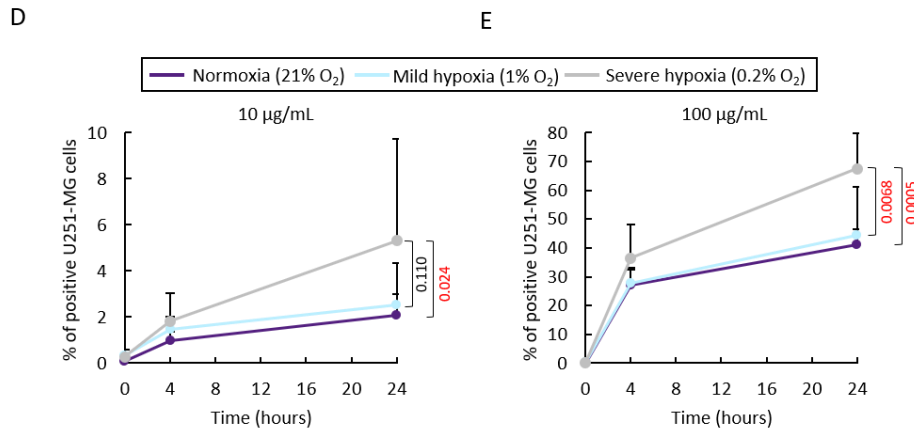 D
E
Normoxia (21% O₂) Mild hypoxia (1% O₂) Severe hypoxia (0.2% O₂)
10 µg/mL
% of positive U251-MG cells
10
8
6
4
2
0
0 4 8 12 16 20 24
Time (hours)
0.110
0.024
100 µg/mL
% of positive U251-MG cells
80
70
60
50
40
30
20
10
0
0 4 8 12 16 20 24
Time (hours)
0.0068
0.0005